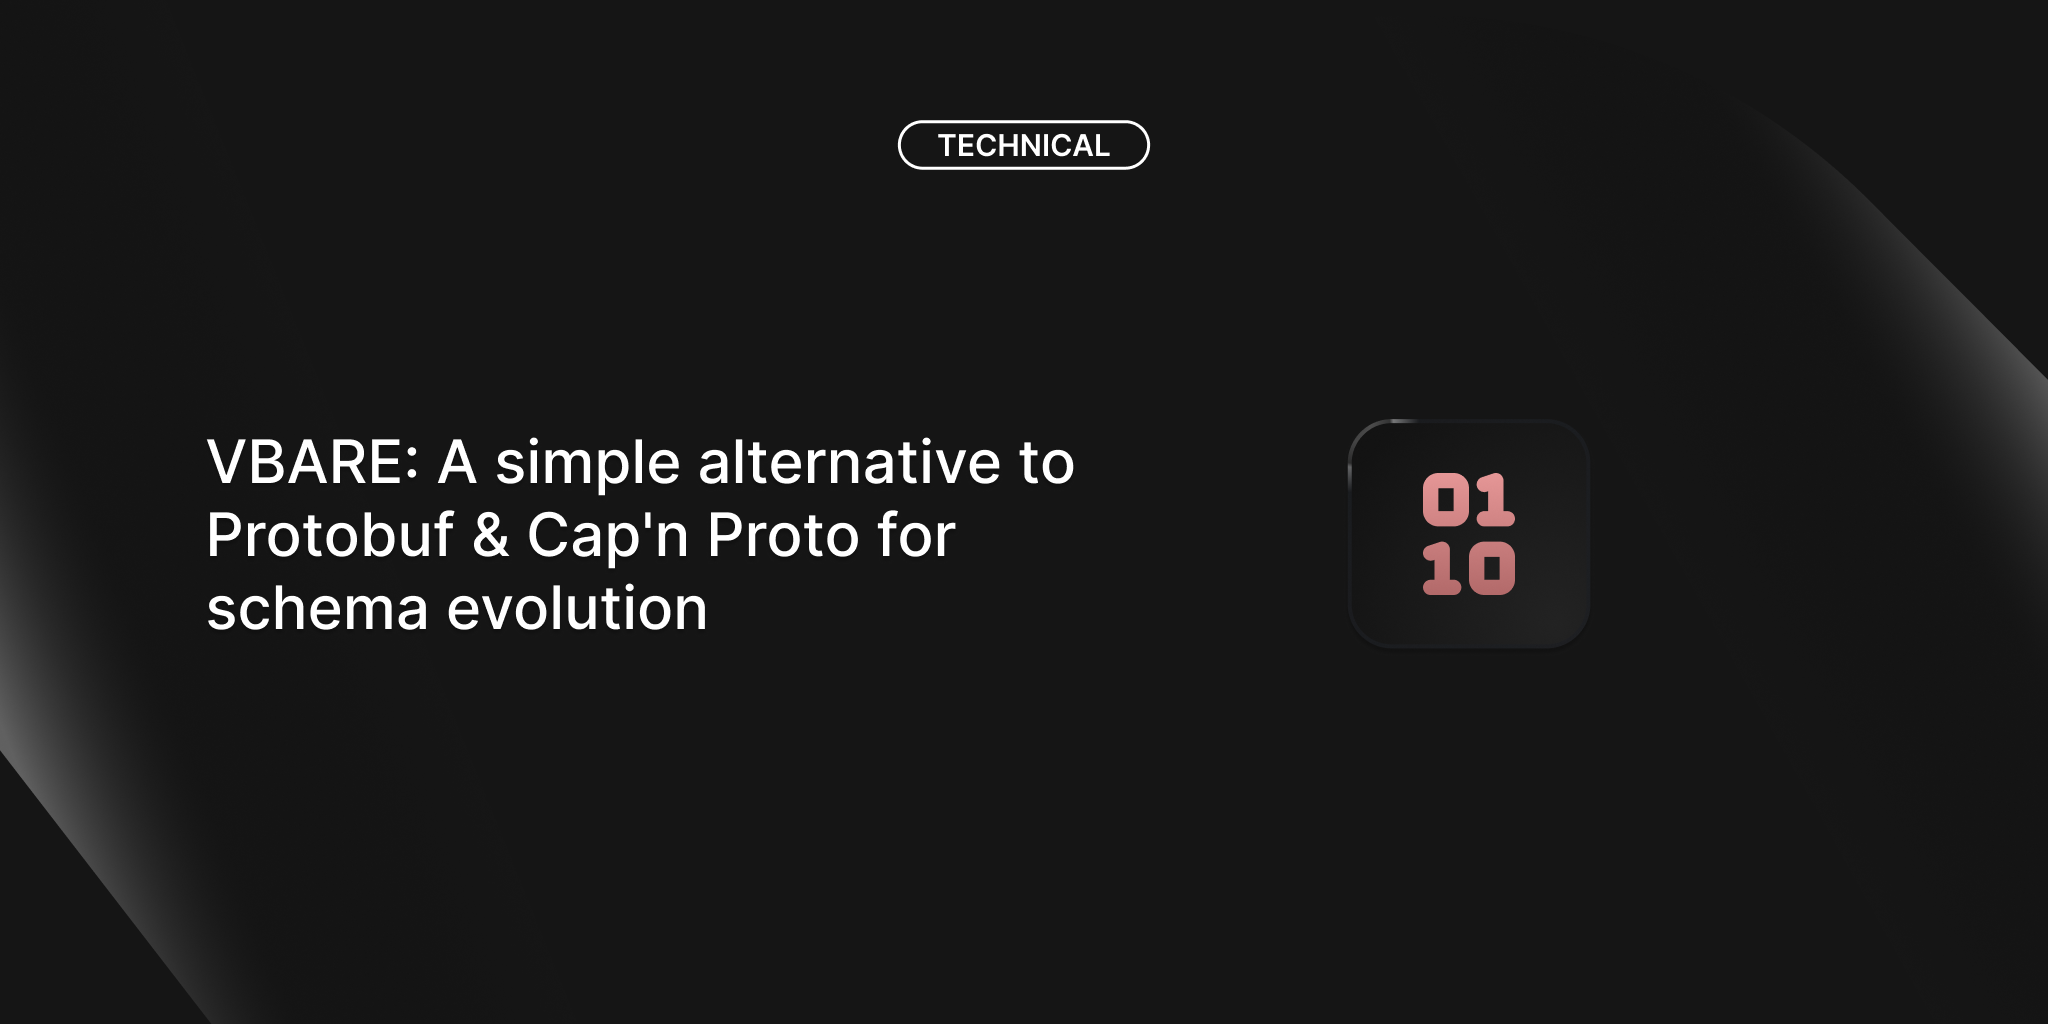 TECHNICAL
VBARE: A simple alternative to
Protobuf & Cap'n Proto for
schema evolution
01
10